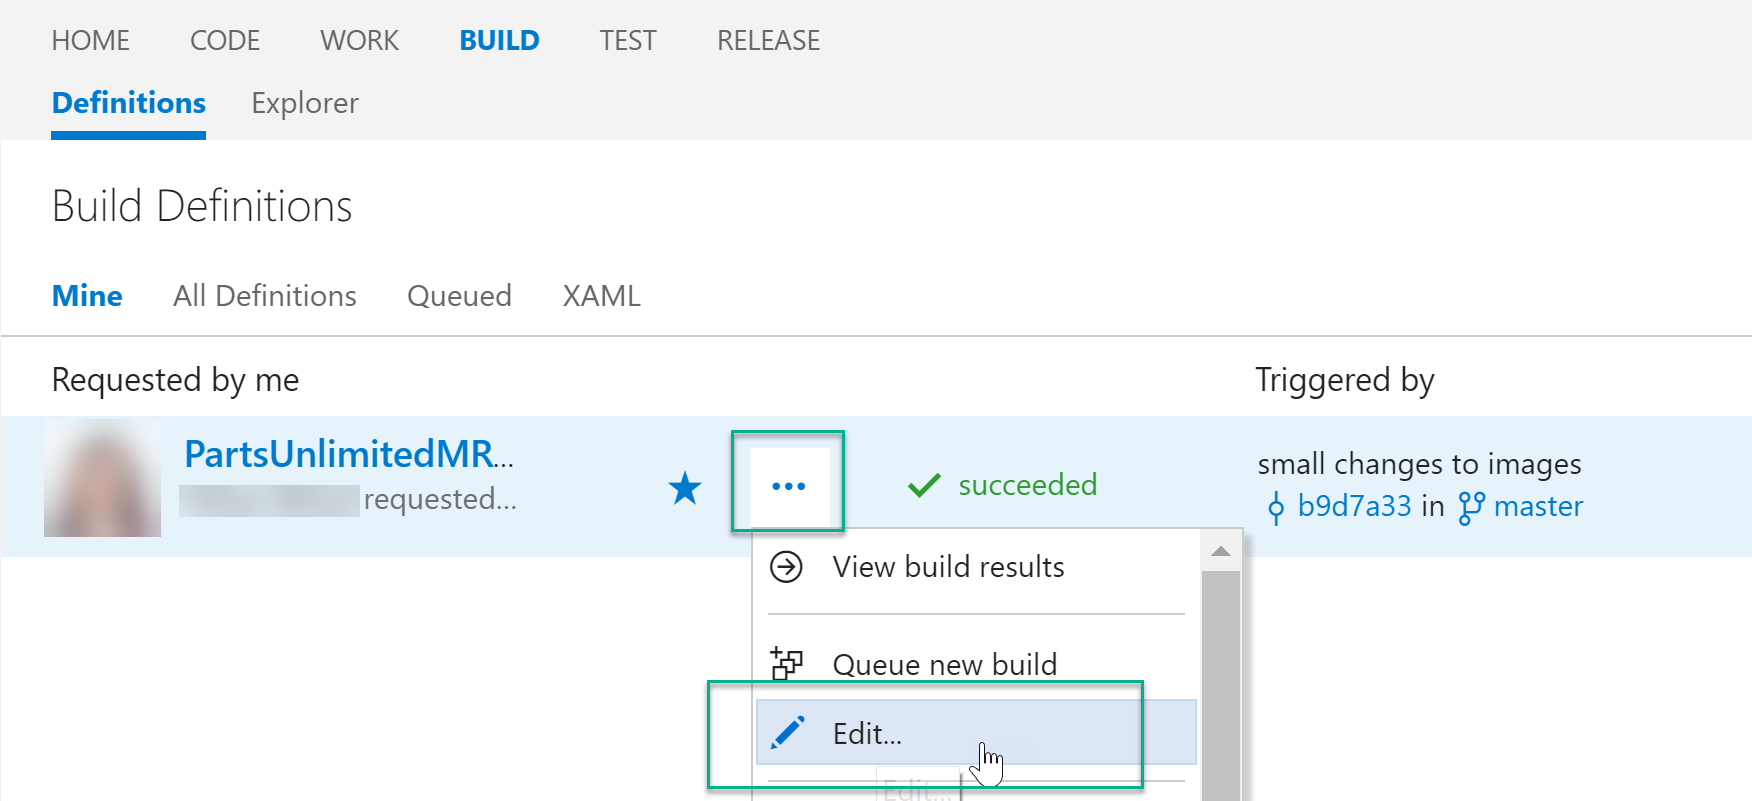 HOME CODE WORK BUILD TEST RELEASE
Definitions Explorer
Build Definitions
Mine All Definitions Queued XAML
Requested by me Triggered by
PartsUnlimitedMR...
requested...
succeeded
small changes to images
b9d7a33 in master
View build results
Queue new build
Edit...
Edit...